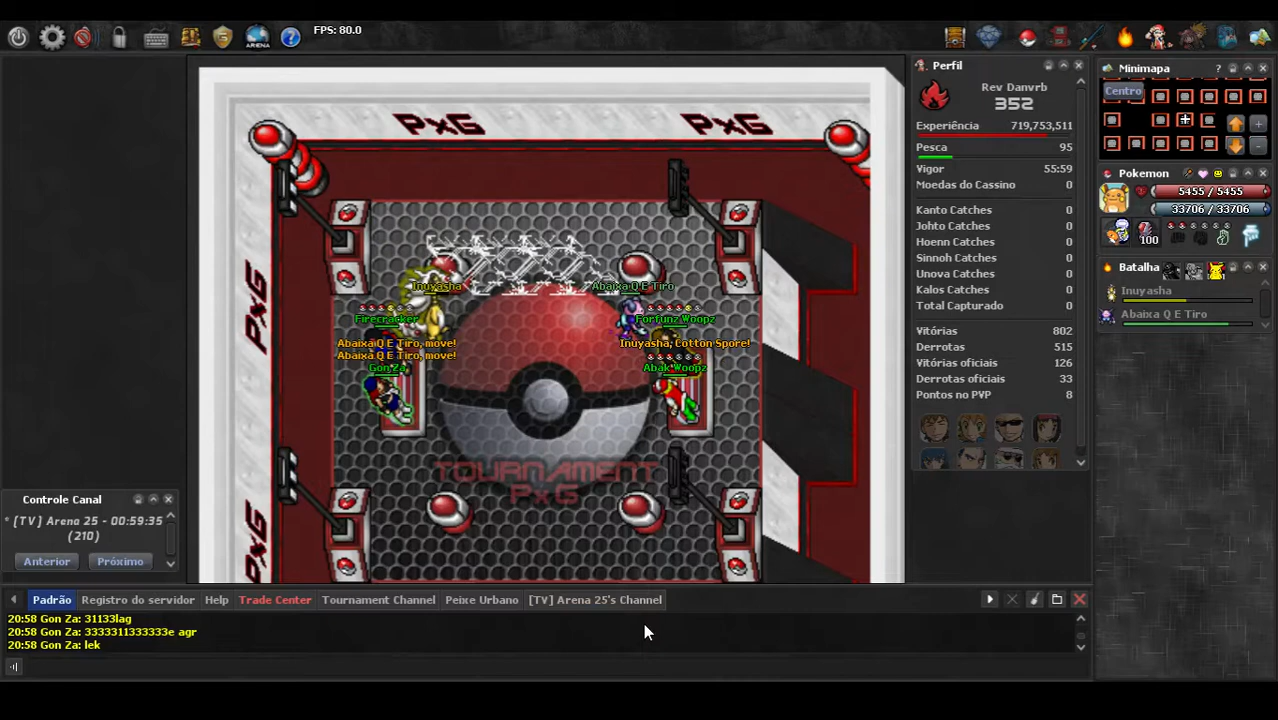 FPS: 80.0
PxG
PxG
PxG
PxG
Inuyasha
Abaixa Q E Tiro
Firecracker
Forfunz Woopz
Abaixa Q E Tiro, move!
Abaixa Q E Tiro, move!
Inuyasha, Cotton Spore!
Gon Za
Abak Woopz
TOURNAMENT
PxG
Perfil
Rev Danvrb
352
Experiência 719,753,511
Pesca 95
Vigor 55:59
Moedas do Cassino 0
Kanto Catches 0
Johto Catches 0
Hoenn Catches 0
Sinnoh Catches 0
Unova Catches 0
Kalos Catches 0
Total Capturado 0
Vitórias 802
Derrotas 515
Vitórias oficiais 126
Derrotas oficiais 33
Pontos no PVP 8
Minimapa
Centro
Pokemon
5455 / 5455
33706 / 33706
100
Batalha
Inuyasha
Abaixa Q E Tiro
Controle Canal
* [TV] Arena 25 - 00:59:35
(210)
Anterior Próximo
Padrão Registro do servidor Help Trade Center Tournament Channel Peixe Urbano [TV] Arena 25's Channel
20:58 Gon Za: 31133lag
20:58 Gon Za: 3333311333333e agr
20:58 Gon Za: lek